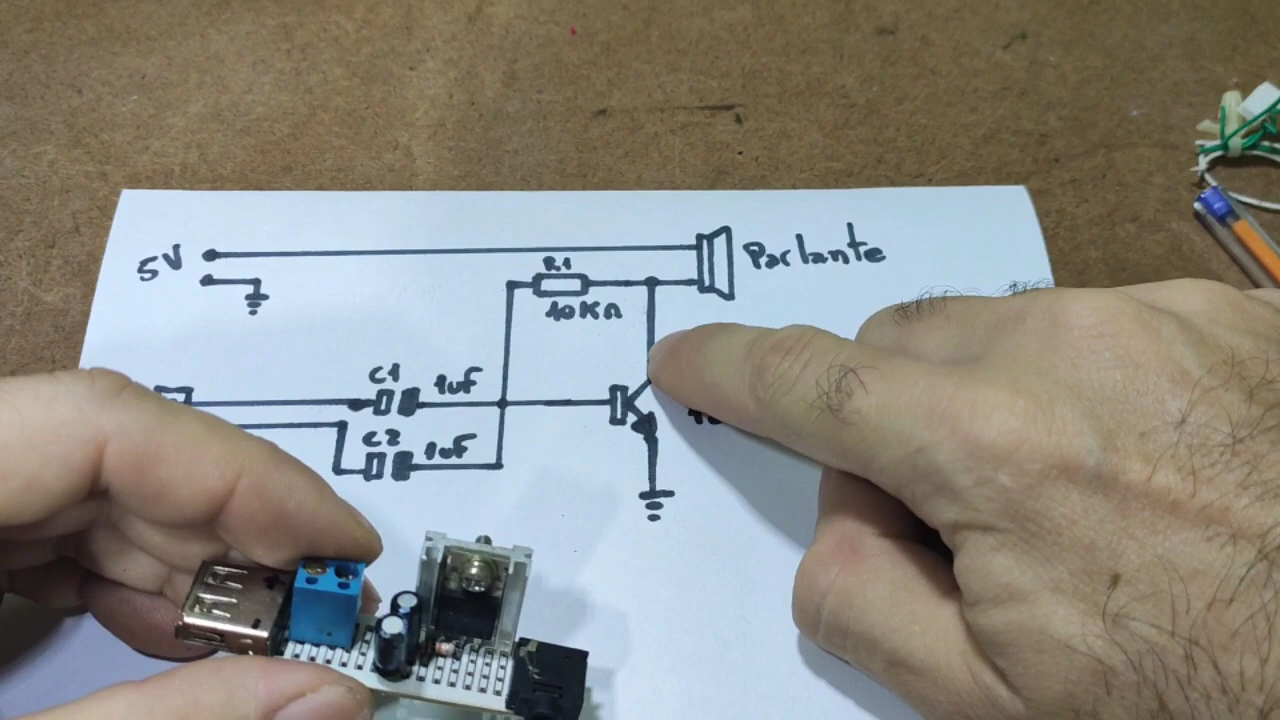 5V
Parlante
R1
10KΩ
C1 1uF
C2 1uF